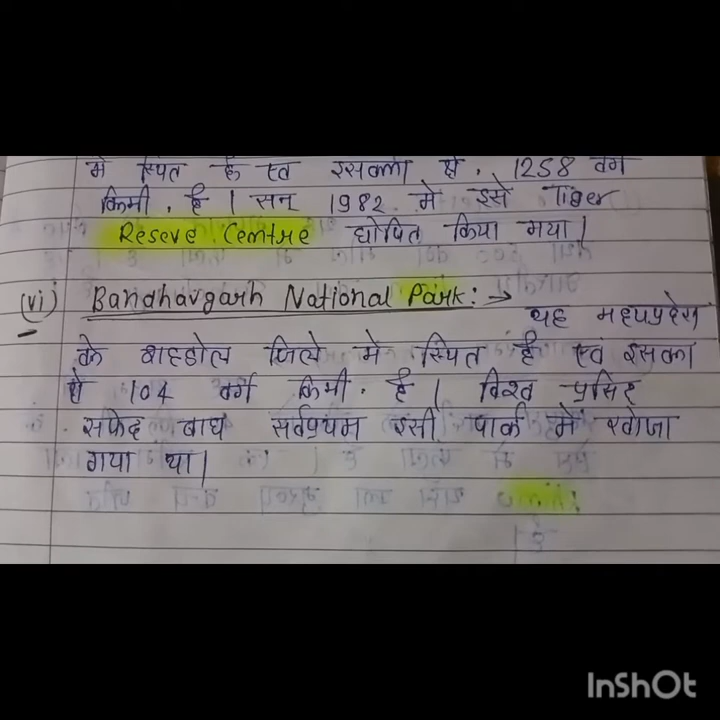 मे स्थित है एवं इसका क्षे. 1258 वर्ग
किमी. है। सन् 1982 मे इसे Tiger
Reseve Centre घोषित किया गया।
(vi) Bandhavgarh National Park: →
यह मध्यप्रदेश
के शहडोल जिले मे स्थित है एवं इसका
क्षे 104 वर्ग किमी. है। विश्व प्रसिद्ध
सफेद बाघ सर्वप्रथम इसी पार्क में खोजा
गया था।
InShOt